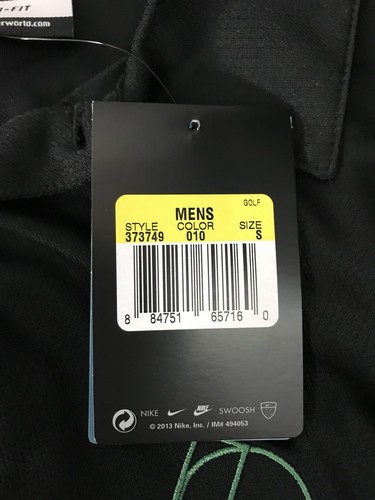 -FIT
rworld.com
GOLF
MENS
STYLE COLOR SIZE
373749 010 S
8 84751 65716 0
NIKE NIKE SWOOSH
© 2013 Nike, Inc. / IM# 494053